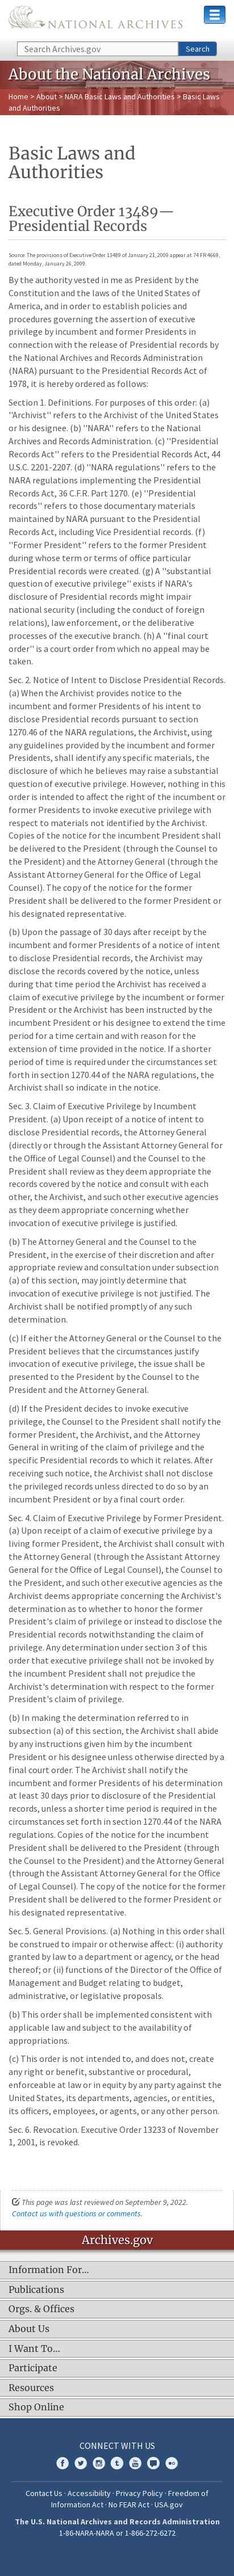 NATIONAL ARCHIVES
Search Archives.gov
Search
About the National Archives
Home > About > NARA Basic Laws and Authorities > Basic Laws
and Authorities
Basic Laws and
Authorities
Executive Order 13489—
Presidential Records
Source: The provisions of Executive Order 13489 of January 21, 2009 appear at 74 FR 4669,
dated Monday, January 26, 2009.
By the authority vested in me as President by the
Constitution and the laws of the United States of
America, and in order to establish policies and
procedures governing the assertion of executive
privilege by incumbent and former Presidents in
connection with the release of Presidential records by
the National Archives and Records Administration
(NARA) pursuant to the Presidential Records Act of
1978, it is hereby ordered as follows:
Section 1. Definitions. For purposes of this order: (a)
''Archivist'' refers to the Archivist of the United States
or his designee. (b) ''NARA'' refers to the National
Archives and Records Administration. (c) ''Presidential
Records Act'' refers to the Presidential Records Act, 44
U.S.C. 2201-2207. (d) ''NARA regulations'' refers to the
NARA regulations implementing the Presidential
Records Act, 36 C.F.R. Part 1270. (e) ''Presidential
records'' refers to those documentary materials
maintained by NARA pursuant to the Presidential
Records Act, including Vice Presidential records. (f)
''Former President'' refers to the former President
during whose term or terms of office particular
Presidential records were created. (g) A ''substantial
question of executive privilege'' exists if NARA's
disclosure of Presidential records might impair
national security (including the conduct of foreign
relations), law enforcement, or the deliberative
processes of the executive branch. (h) A ''final court
order'' is a court order from which no appeal may be
taken.
Sec. 2. Notice of Intent to Disclose Presidential Records.
(a) When the Archivist provides notice to the
incumbent and former Presidents of his intent to
disclose Presidential records pursuant to section
1270.46 of the NARA regulations, the Archivist, using
any guidelines provided by the incumbent and former
Presidents, shall identify any specific materials, the
disclosure of which he believes may raise a substantial
question of executive privilege. However, nothing in this
order is intended to affect the right of the incumbent or
former Presidents to invoke executive privilege with
respect to materials not identified by the Archivist.
Copies of the notice for the incumbent President shall
be delivered to the President (through the Counsel to
the President) and the Attorney General (through the
Assistant Attorney General for the Office of Legal
Counsel). The copy of the notice for the former
President shall be delivered to the former President or
his designated representative.
(b) Upon the passage of 30 days after receipt by the
incumbent and former Presidents of a notice of intent
to disclose Presidential records, the Archivist may
disclose the records covered by the notice, unless
during that time period the Archivist has received a
claim of executive privilege by the incumbent or former
President or the Archivist has been instructed by the
incumbent President or his designee to extend the time
period for a time certain and with reason for the
extension of time provided in the notice. If a shorter
period of time is required under the circumstances set
forth in section 1270.44 of the NARA regulations, the
Archivist shall so indicate in the notice.
Sec. 3. Claim of Executive Privilege by Incumbent
President. (a) Upon receipt of a notice of intent to
disclose Presidential records, the Attorney General
(directly or through the Assistant Attorney General for
the Office of Legal Counsel) and the Counsel to the
President shall review as they deem appropriate the
records covered by the notice and consult with each
other, the Archivist, and such other executive agencies
as they deem appropriate concerning whether
invocation of executive privilege is justified.
(b) The Attorney General and the Counsel to the
President, in the exercise of their discretion and after
appropriate review and consultation under subsection
(a) of this section, may jointly determine that
invocation of executive privilege is not justified. The
Archivist shall be notified promptly of any such
determination.
(c) If either the Attorney General or the Counsel to the
President believes that the circumstances justify
invocation of executive privilege, the issue shall be
presented to the President by the Counsel to the
President and the Attorney General.
(d) If the President decides to invoke executive
privilege, the Counsel to the President shall notify the
former President, the Archivist, and the Attorney
General in writing of the claim of privilege and the
specific Presidential records to which it relates. After
receiving such notice, the Archivist shall not disclose
the privileged records unless directed to do so by an
incumbent President or by a final court order.
Sec. 4. Claim of Executive Privilege by Former President.
(a) Upon receipt of a claim of executive privilege by a
living former President, the Archivist shall consult with
the Attorney General (through the Assistant Attorney
General for the Office of Legal Counsel), the Counsel to
the President, and such other executive agencies as the
Archivist deems appropriate concerning the Archivist's
determination as to whether to honor the former
President's claim of privilege or instead to disclose the
Presidential records notwithstanding the claim of
privilege. Any determination under section 3 of this
order that executive privilege shall not be invoked by
the incumbent President shall not prejudice the
Archivist's determination with respect to the former
President's claim of privilege.
(b) In making the determination referred to in
subsection (a) of this section, the Archivist shall abide
by any instructions given him by the incumbent
President or his designee unless otherwise directed by a
final court order. The Archivist shall notify the
incumbent and former Presidents of his determination
at least 30 days prior to disclosure of the Presidential
records, unless a shorter time period is required in the
circumstances set forth in section 1270.44 of the NARA
regulations. Copies of the notice for the incumbent
President shall be delivered to the President (through
the Counsel to the President) and the Attorney General
(through the Assistant Attorney General for the Office
of Legal Counsel). The copy of the notice for the former
President shall be delivered to the former President or
his designated representative.
Sec. 5. General Provisions. (a) Nothing in this order shall
be construed to impair or otherwise affect: (i) authority
granted by law to a department or agency, or the head
thereof; or (ii) functions of the Director of the Office of
Management and Budget relating to budget,
administrative, or legislative proposals.
(b) This order shall be implemented consistent with
applicable law and subject to the availability of
appropriations.
(c) This order is not intended to, and does not, create
any right or benefit, substantive or procedural,
enforceable at law or in equity by any party against the
United States, its departments, agencies, or entities,
its officers, employees, or agents, or any other person.
Sec. 6. Revocation. Executive Order 13233 of November
1, 2001, is revoked.
This page was last reviewed on September 9, 2022.
Contact us with questions or comments.
Archives.gov
Information For…
Publications
Orgs. & Offices
About Us
I Want To…
Participate
Resources
Shop Online
CONNECT WITH US
Contact Us · Accessibility · Privacy Policy · Freedom of
Information Act · No FEAR Act · USA.gov
The U.S. National Archives and Records Administration
1-86-NARA-NARA or 1-866-272-6272